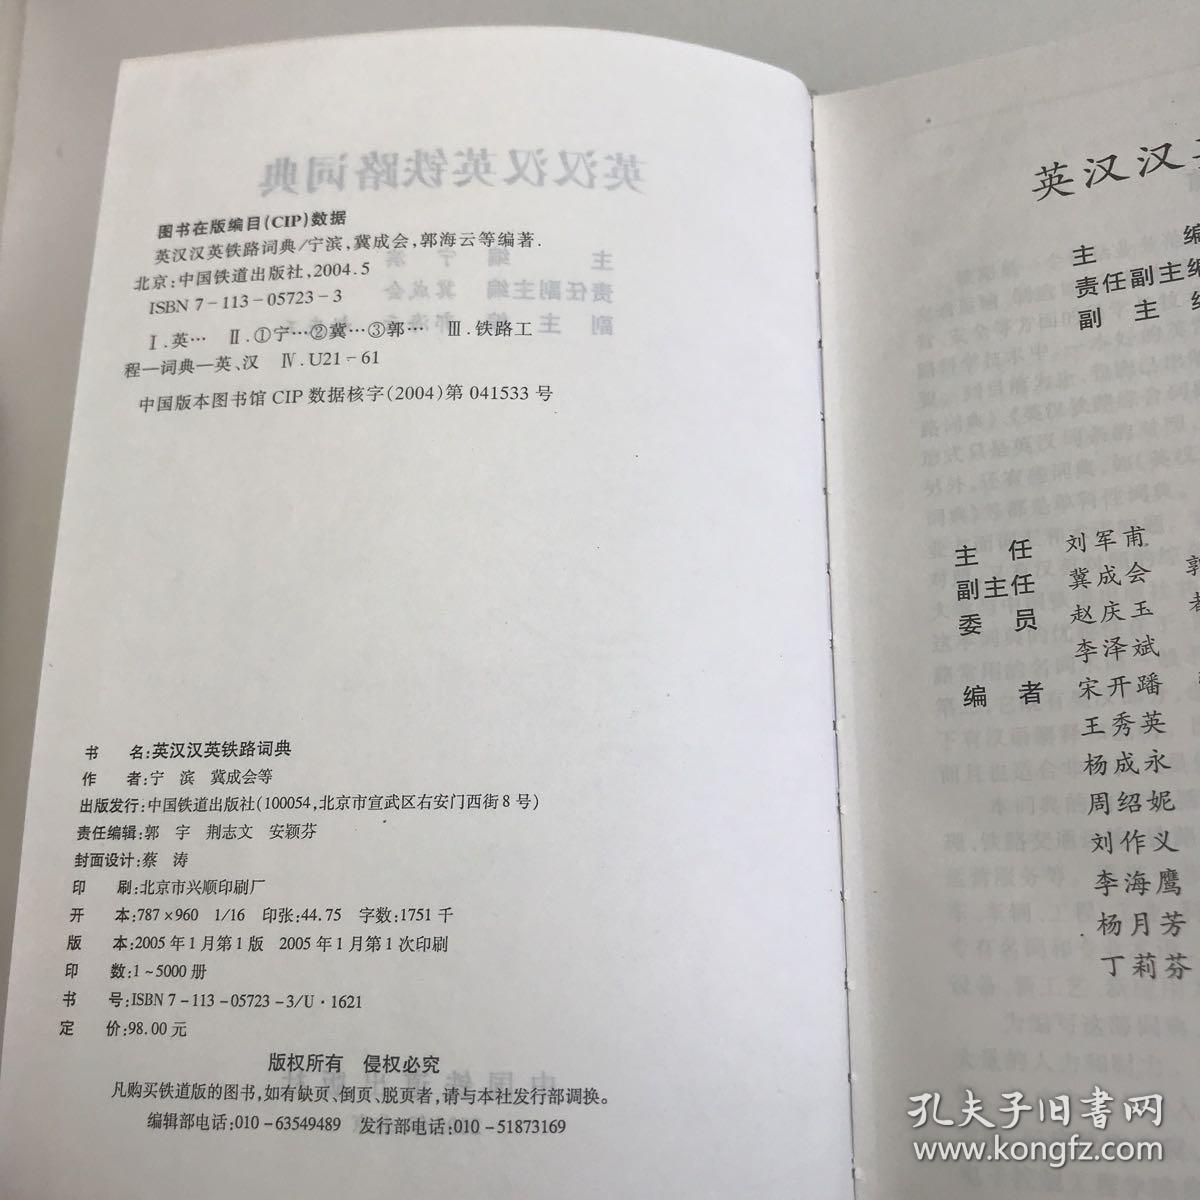 图书在版编目(CIP)数据
英汉汉英铁路词典/宁滨,冀成会,郭海云等编著.
北京:中国铁道出版社,2004.5
ISBN 7-113-05723-3
Ⅰ.英… Ⅱ.①宁…②冀…③郭… Ⅲ.铁路工
程—词典—英、汉 Ⅳ.U21-61
中国版本图书馆CIP数据核字(2004)第041533号
书 名:英汉汉英铁路词典
作 者:宁 滨 冀成会等
出版发行:中国铁道出版社(100054,北京市宣武区右安门西街8号)
责任编辑:郭 宇 荆志文 安颖芬
封面设计:蔡 涛
印 刷:北京市兴顺印刷厂
开 本:787×960 1/16 印张:44.75 字数:1751千
版 本:2005年1月第1版 2005年1月第1次印刷
印 数:1~5000册
书 号:ISBN 7-113-05723-3/U·1621
定 价:98.00元
版权所有 侵权必究
凡购买铁道版的图书,如有缺页、倒页、脱页者,请与本社发行部调换。
编辑部电话:010-63549489 发行部电话:010-51873169
英汉汉
主 编
责任副主编
副 主
主 任 刘军甫
副主任 冀成会 郭
委 员 赵庆玉
李泽斌
编 者 宋开蹯
王秀英
杨成永
周绍妮
刘作义
李海鹰
杨月芳
丁莉芬
孔夫子旧书网
www.kongfz.com